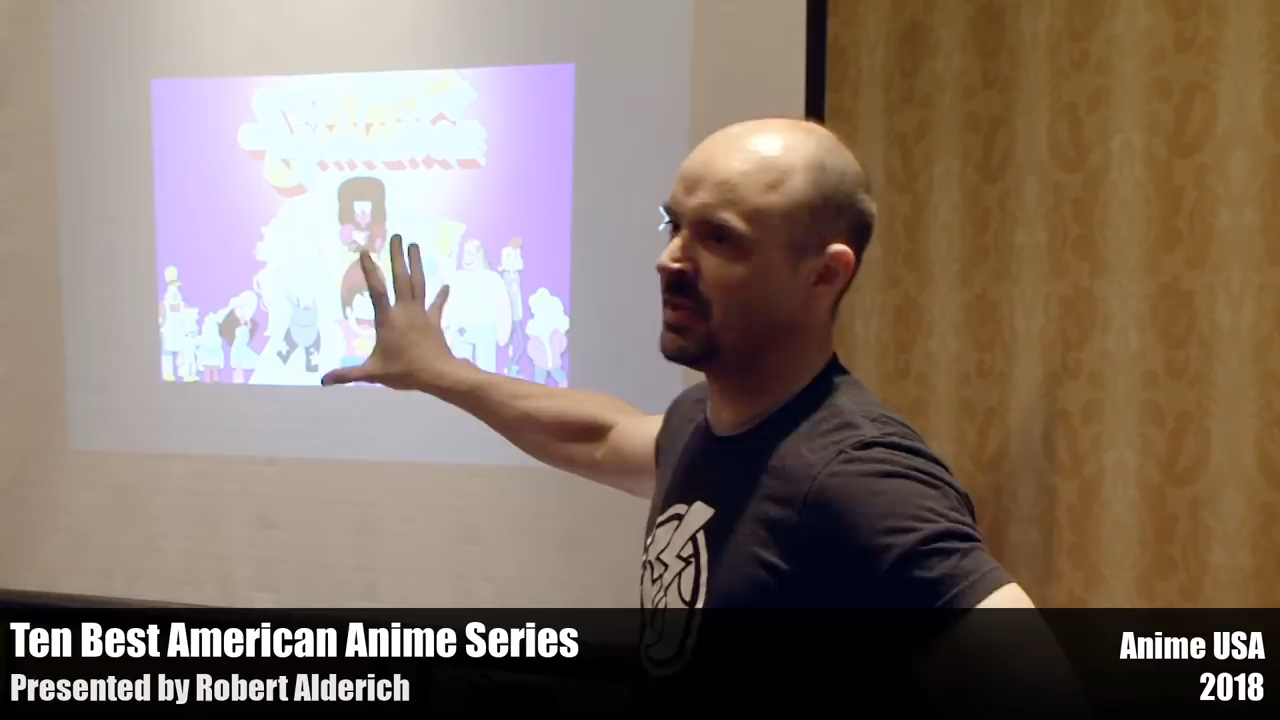 Ten Best American Anime Series
Presented by Robert Alderich
Anime USA
2018